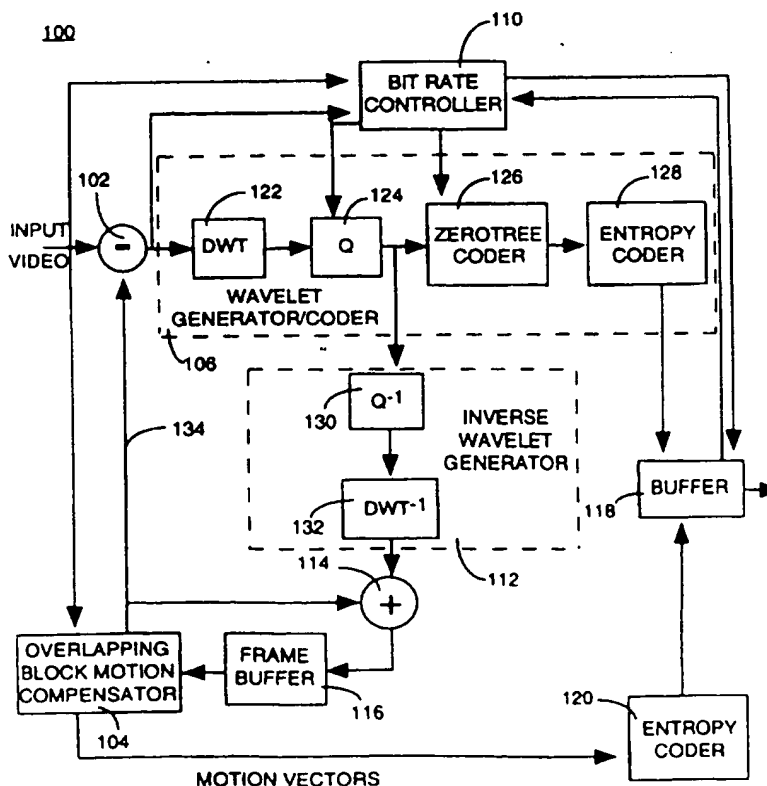 100
110
BIT RATE
CONTROLLER
102
122
124
126
128
INPUT
VIDEO
-
DWT
Q
ZEROTREE
CODER
ENTROPY
CODER
WAVELET
GENERATOR/CODER
106
130
Q-1
INVERSE
WAVELET
GENERATOR
134
132
DWT-1
118
BUFFER
114
112
+
OVERLAPPING
BLOCK MOTION
COMPENSATOR
FRAME
BUFFER
104
116
120
ENTROPY
CODER
MOTION VECTORS